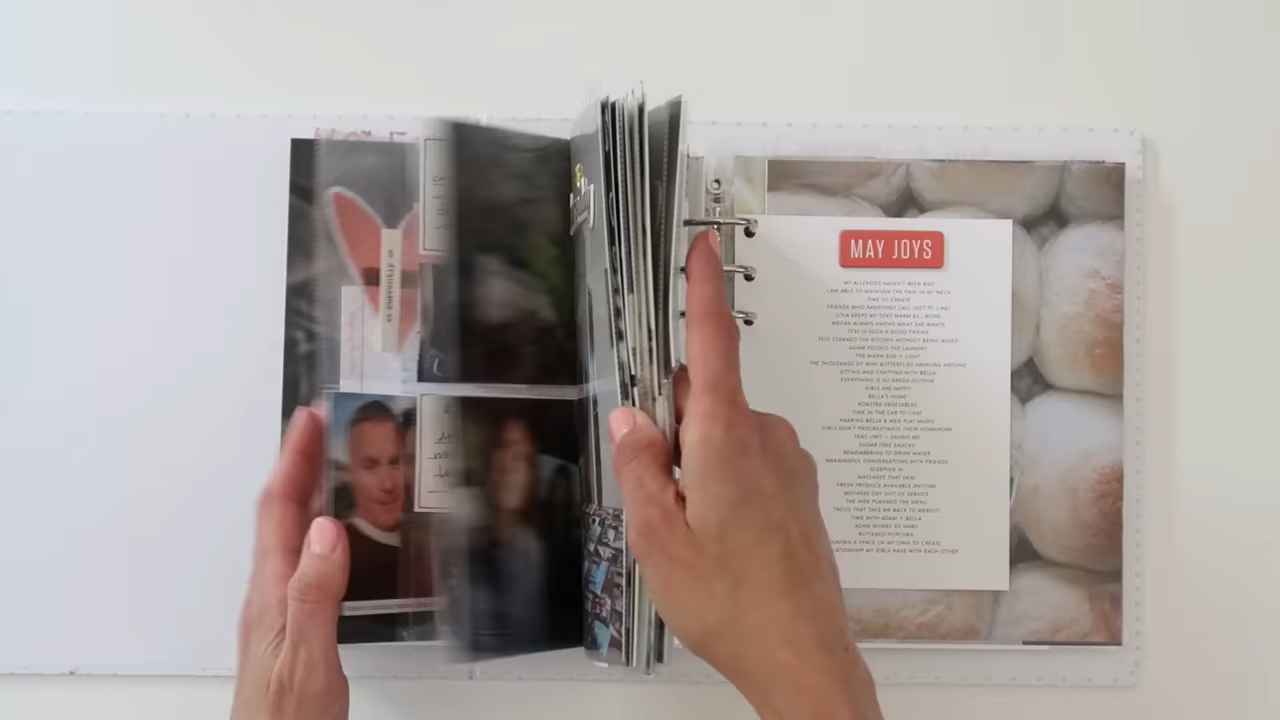 MAY JOYS
MY ALLERGIES HAVEN'T BEEN BAD
I AM ABLE TO MAINTAIN THE PAIN IN MY NECK
TIME TO CREATE
FRIENDS WHO RANDOMLY CALL JUST TO CHAT
LOLA KEEPS MY TOES WARM AS I WORK
MEGAN ALWAYS KNOWS WHAT SHE WANTS
TESS IS SUCH A GOOD FRIEND
TESS CLEANED THE KITCHEN WITHOUT BEING ASKED
ADAM FOLDED THE LAUNDRY
THE WARM SUN + LIGHT
THE THOUSANDS OF MINI BUTTERFLIES SWIRLING AROUND
SITTING AND CHATTING WITH BELLA
EVERYTHING IS SO GREEN OUTSIDE
GIRLS ARE HAPPY
BELLA'S HOME
ROASTED VEGETABLES
TIME IN THE CAR TO CHAT
HEARING BELLA & MEG PLAY MUSIC
GIRLS DON'T PROCRASTINATE THEIR HOMEWORK
TENS UNIT – SAVING ME
SUGAR FREE SNACKS
REMEMBERING TO DRINK WATER
MEANINGFUL CONVERSATIONS WITH FRIENDS
SLEEPING IN
MASSAGES THAT HEAL
FRESH PRODUCE AVAILABLE ANYTIME
MOTHERS DAY GIFT OF SERVICE
THE MEN PLANNED THE MENU
TACOS THAT TAKE ME BACK TO MEXICO
TIME WITH ADAM + BELLA
ADAM WORKS SO HARD
BUTTERED POPCORN
HAVING A SPACE OF MY OWN TO CREATE
LATIONSHIP MY GIRLS HAVE WITH EACH OTHER